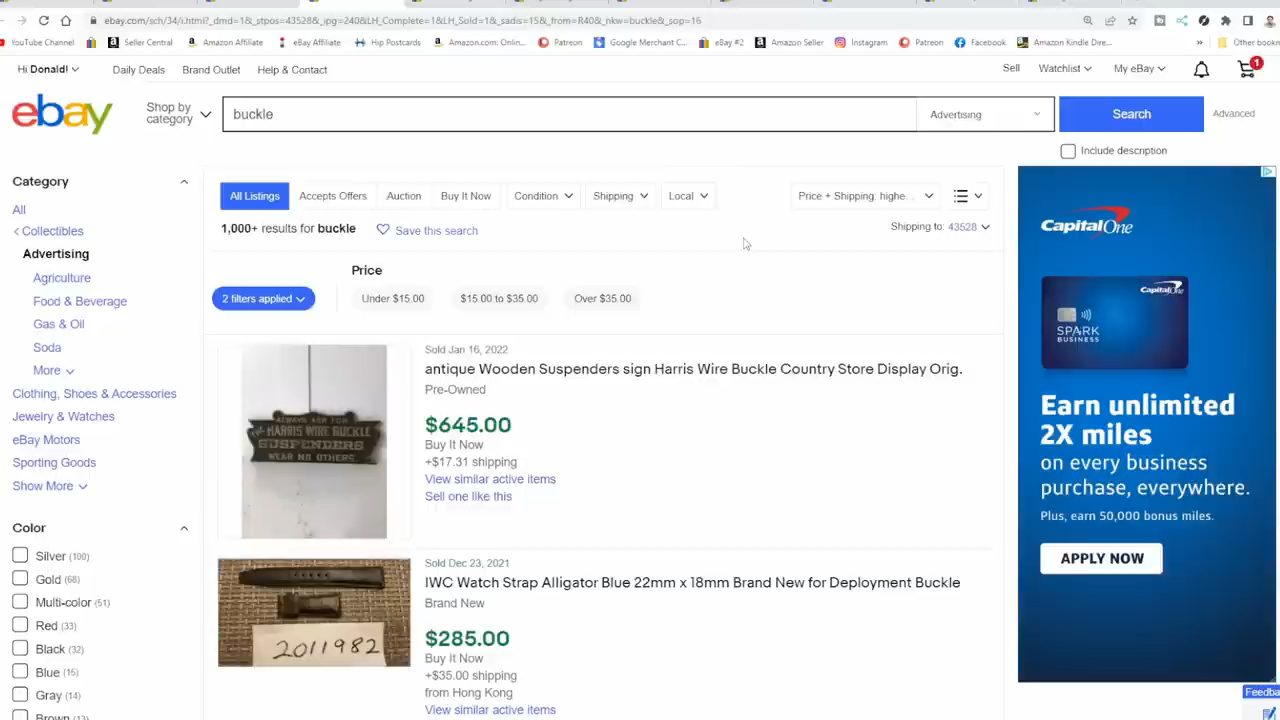 ebay.com/sch/34/i.html?_dmd=1&_stpos=43528&_ipg=240&LH_Complete=1&LH_Sold=1&_sadis=15&_from=R40&_nkw=buckle&_sop=16
YouTube Channel
Seller Central
Amazon Affiliate
eBay Affiliate
Hip Postcards
Amazon.com: Onlin...
Patreon
Google Merchant C...
eBay #2
Amazon Seller
Instagram
Patreon
Facebook
Amazon Kindle Dire...
»
Other bookm
Hi Donald!
Daily Deals
Brand Outlet
Help & Contact
Sell
Watchlist
My eBay
1
ebay
Shop by category
buckle
Advertising
Search
Advanced
Include description
Category
All
< Collectibles
Advertising
Agriculture
Food & Beverage
Gas & Oil
Soda
More
Clothing, Shoes & Accessories
Jewelry & Watches
eBay Motors
Sporting Goods
Show More
Color
Silver (100)
Gold (68)
Multi-color (51)
Red (33)
Black (32)
Blue (15)
Gray (14)
Brown (13)
All Listings
Accepts Offers
Auction
Buy It Now
Condition
Shipping
Local
Price + Shipping: highe...
1,000+ results for buckle
Save this search
Shipping to: 43528
2 filters applied
Price
Under $15.00
$15.00 to $35.00
Over $35.00
ALWAYS ASK FOR
THE HARRIS WIRE BUCKLE
SUSPENDERS
WEAR NO OTHERS.
Sold Jan 16, 2022
antique Wooden Suspenders sign Harris Wire Buckle Country Store Display Orig.
Pre-Owned
$645.00
Buy It Now
+$17.31 shipping
View similar active items
Sell one like this
2011982
Sold Dec 23, 2021
IWC Watch Strap Alligator Blue 22mm x 18mm Brand New for Deployment Buckle
Brand New
$285.00
Buy It Now
+$35.00 shipping
from Hong Kong
View similar active items
Capital One
Capital One
SPARK
BUSINESS
Earn unlimited
2X miles
on every business
purchase, everywhere.
Plus, earn 50,000 bonus miles.
APPLY NOW
Feedba